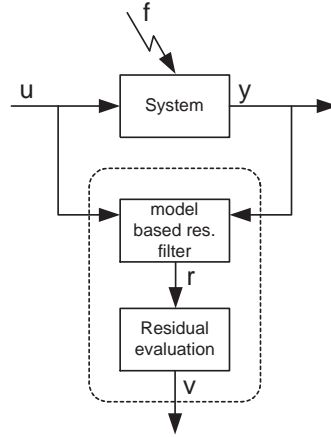 f
u
System
y
model
based res.
filter
r
Residual
evaluation
v